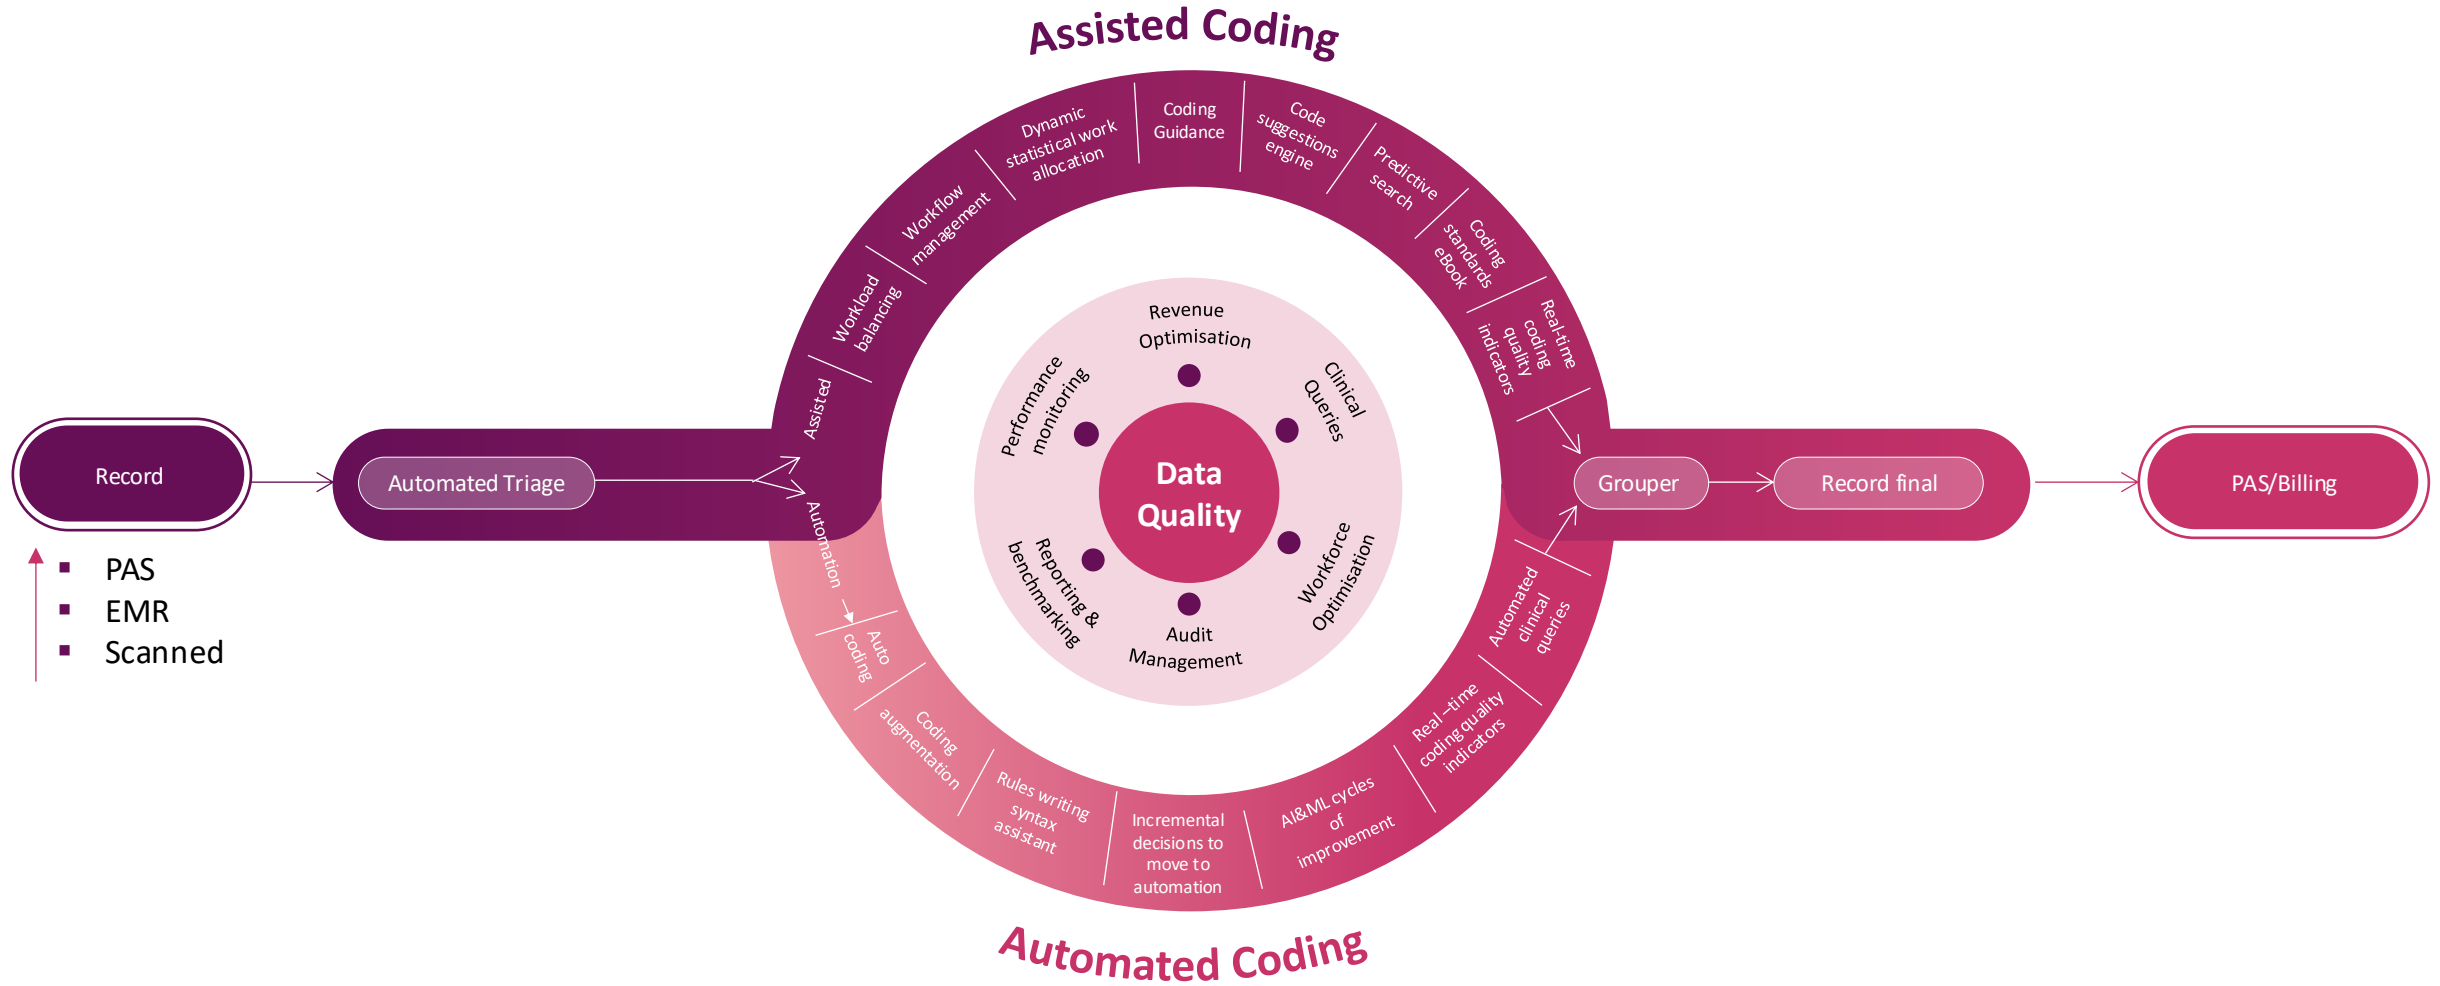 Assisted Coding
Record
PAS
EMR
Scanned
Automated Triage
Assisted
Workload
balancing
Workflow
management
Dynamic
statistical work
allocation
Coding
Guidance
Code
suggestions
engine
Predictive
search
Coding
standards
eBook
Real-time
coding
quality
indicators
Automation
Auto
coding
Coding
augmentation
Rules writing
syntax
assistant
Incremental
decisions to
move to
automation
AI&ML cycles
of
improvement
Real –time
coding quality
indicators
Automated
clinical
queries
Data
Quality
Revenue
Optimisation
Clinical
Queries
Workforce
Optimisation
Audit
Management
Reporting &
benchmarking
Performance
monitoring
Grouper
Record final
PAS/Billing
Automated Coding